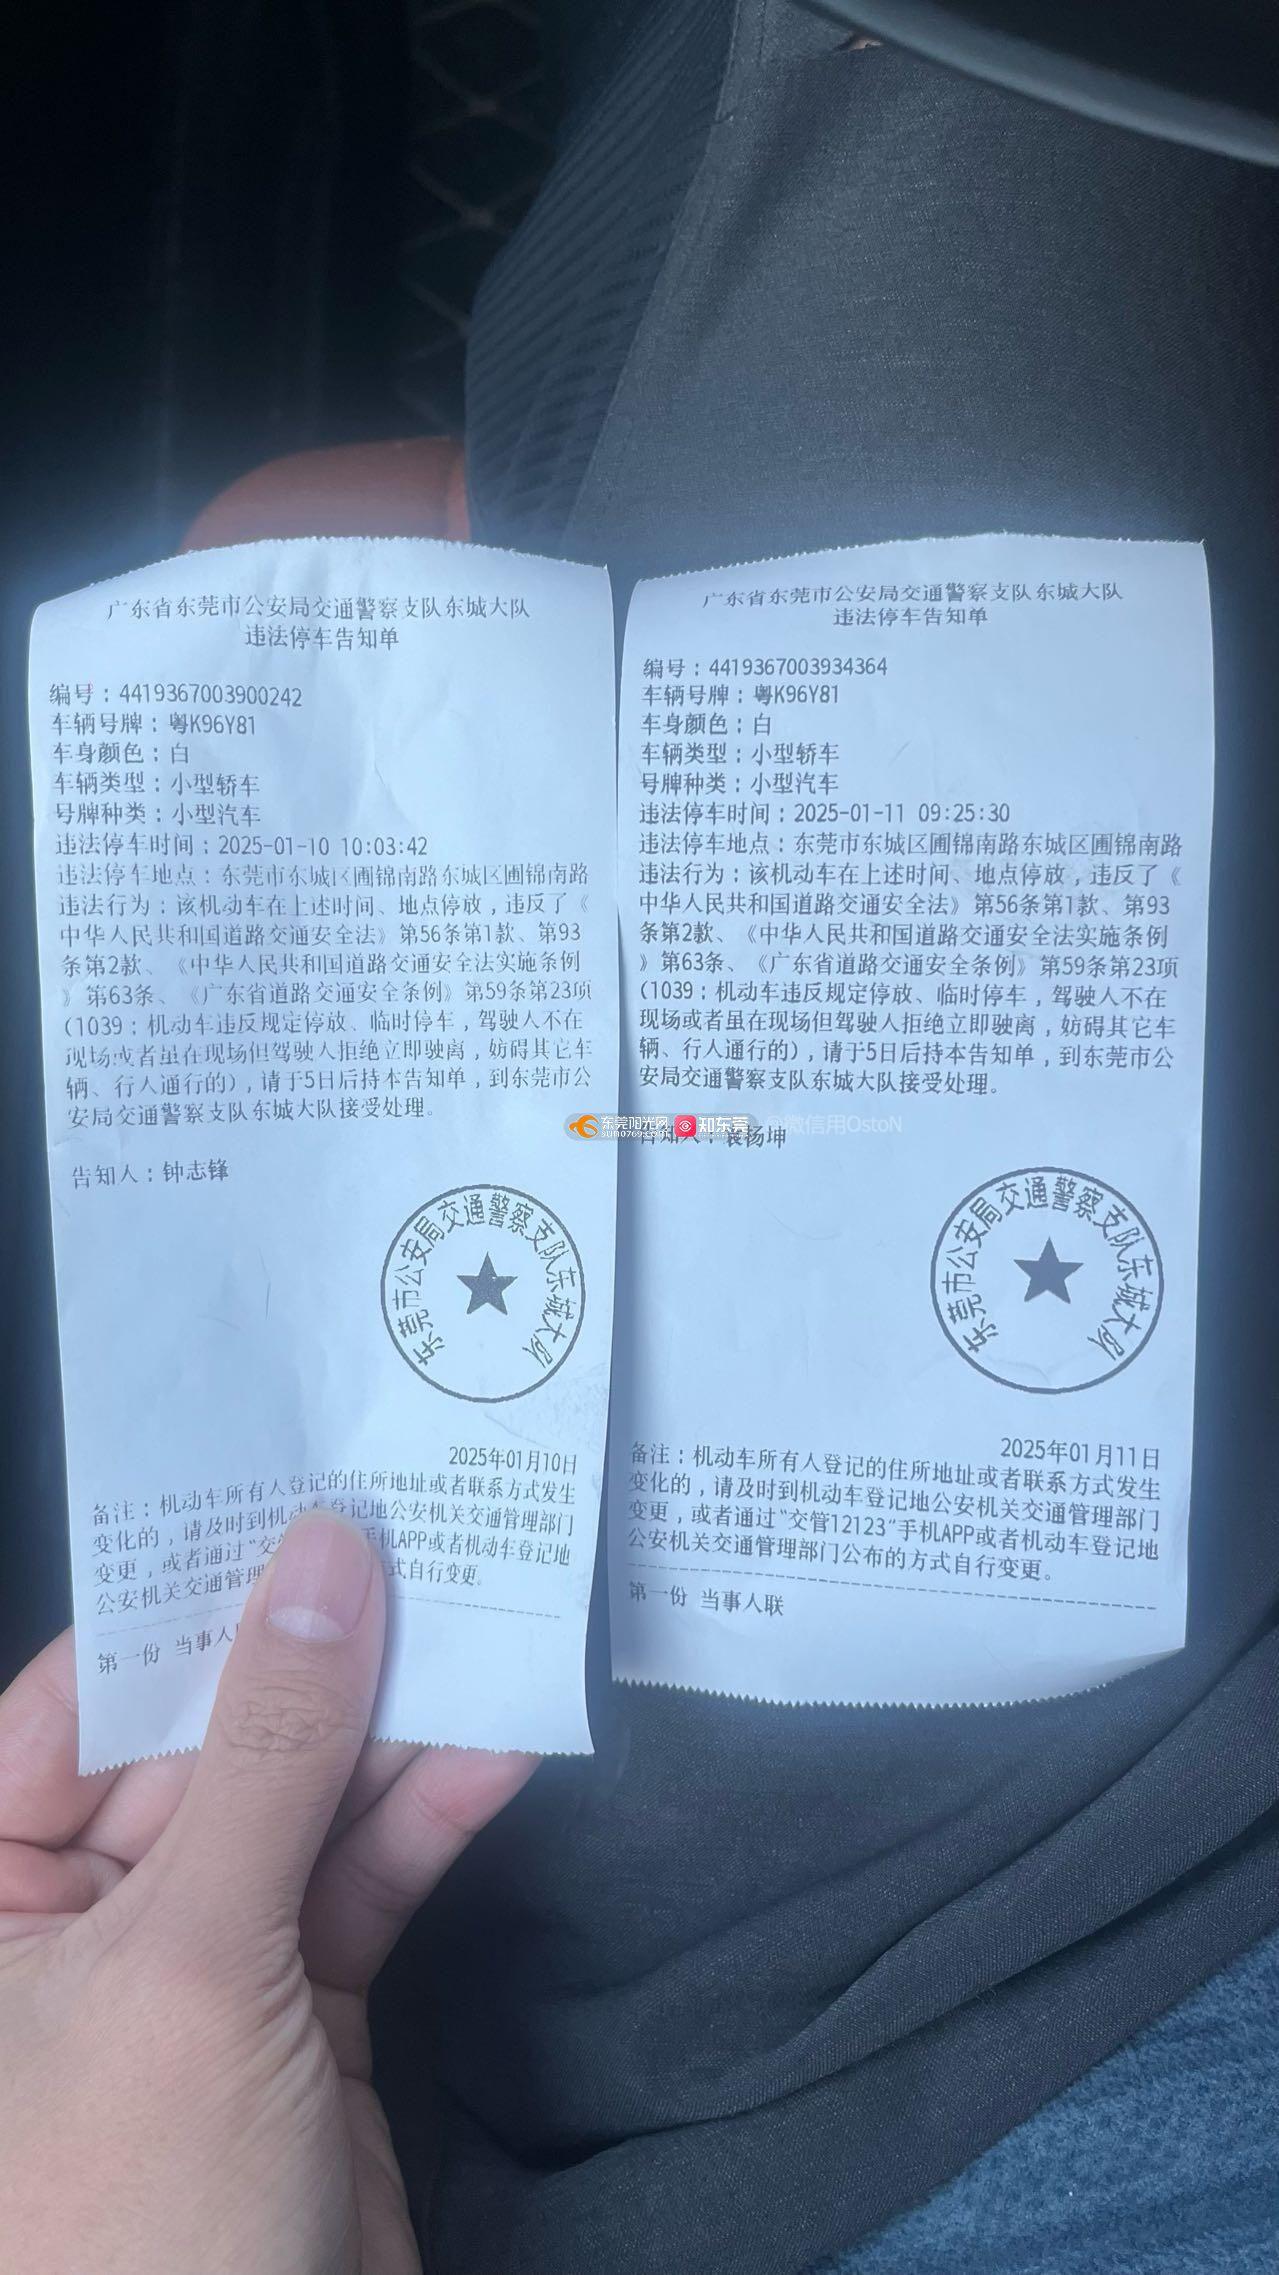 广东省东莞市公安局交通警察支队东城大队
违法停车告知单
编号：4419367003900242
车辆号牌：粤K96Y81
车身颜色：白
车辆类型：小型轿车
号牌种类：小型汽车
违法停车时间：2025-01-10 10:03:42
违法停车地点：东莞市东城区圃锦南路东城区圃锦南路
违法行为：该机动车在上述时间、地点停放，违反了《
中华人民共和国道路交通安全法》第56条第1款、第93
条第2款、《中华人民共和国道路交通安全法实施条例
》第63条、《广东省道路交通安全条例》第59条第23项
(1039：机动车违反规定停放、临时停车，驾驶人不在
现场或者虽在现场但驾驶人拒绝立即驶离，妨碍其它车
辆、行人通行的)，请于5日后持本告知单，到东莞市公
安局交通警察支队东城大队接受处理。
告知人：钟志锋
东莞市公安局交通警察支队东城大队
2025年01月10日
备注：机动车所有人登记的住所地址或者联系方式发生
变化的，请及时到机动车登记地公安机关交通管理部门
变更，或者通过“交管 手机APP或者机动车登记地
公安机关交通管理 式自行变更。
第一份 当事人
广东省东莞市公安局交通警察支队东城大队
违法停车告知单
编号：4419367003934364
车辆号牌：粤K96Y81
车身颜色：白
车辆类型：小型轿车
号牌种类：小型汽车
违法停车时间：2025-01-11 09:25:30
违法停车地点：东莞市东城区圃锦南路东城区圃锦南路
违法行为：该机动车在上述时间、地点停放，违反了《
中华人民共和国道路交通安全法》第56条第1款、第93
条第2款、《中华人民共和国道路交通安全法实施条例
》第63条、《广东省道路交通安全条例》第59条第23项
(1039：机动车违反规定停放、临时停车，驾驶人不在
现场或者虽在现场但驾驶人拒绝立即驶离，妨碍其它车
辆、行人通行的)，请于5日后持本告知单，到东莞市公
安局交通警察支队东城大队接受处理。
告知人：袁杨坤
东莞市公安局交通警察支队东城大队
2025年01月11日
备注：机动车所有人登记的住所地址或者联系方式发生
变化的，请及时到机动车登记地公安机关交通管理部门
变更，或者通过“交管12123”手机APP或者机动车登记地
公安机关交通管理部门公布的方式自行变更。
第一份 当事人联
东莞阳光网
sun0769.com
知东莞
@微信用OstoN